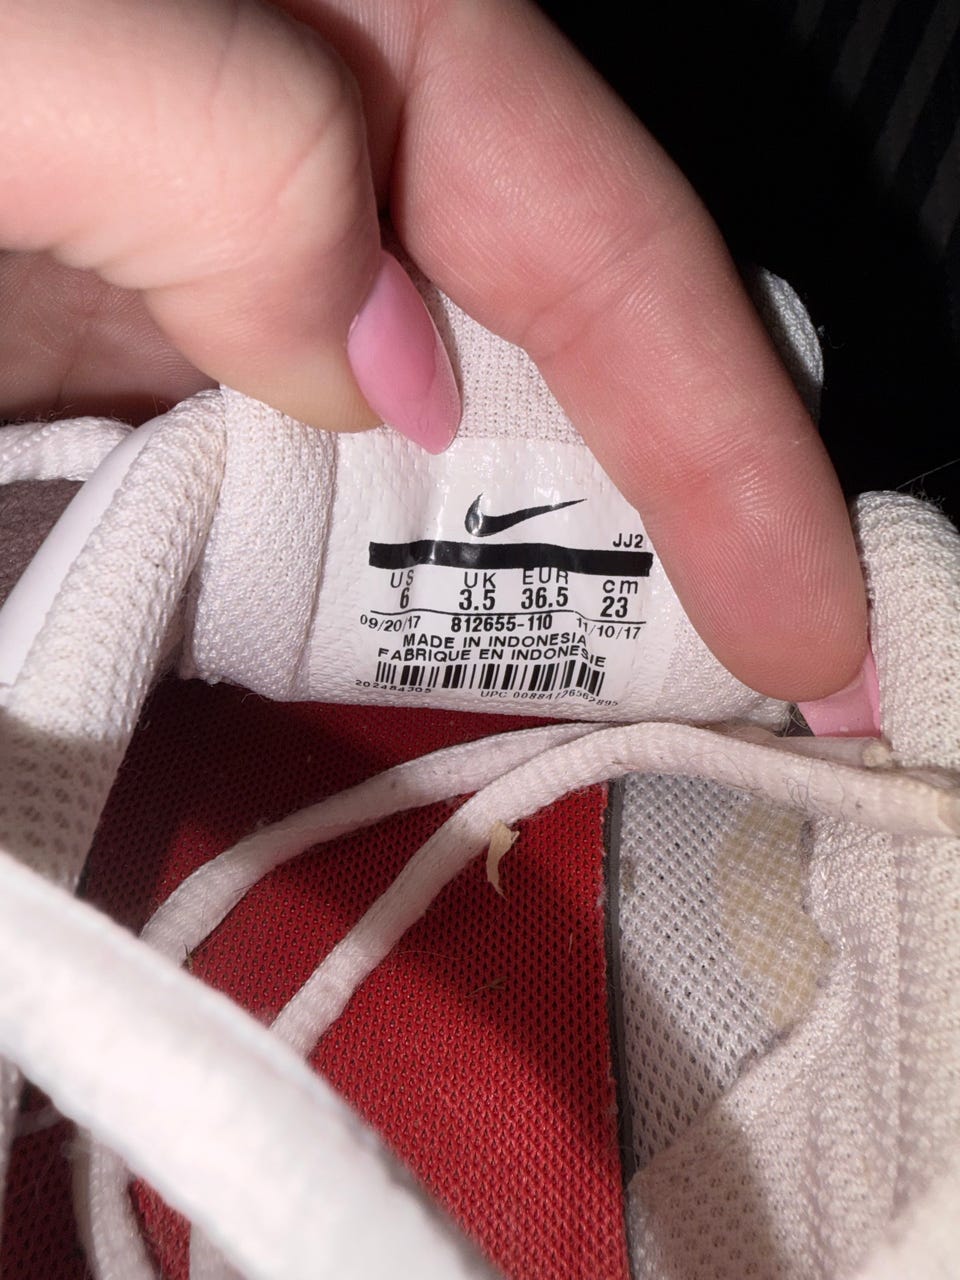 JJ2
US UK EUR cm
6 3.5 36.5 23
09/20/17 812655-110 11/10/17
MADE IN INDONESIA
FABRIQUE EN INDONESIE
202484305 UPC